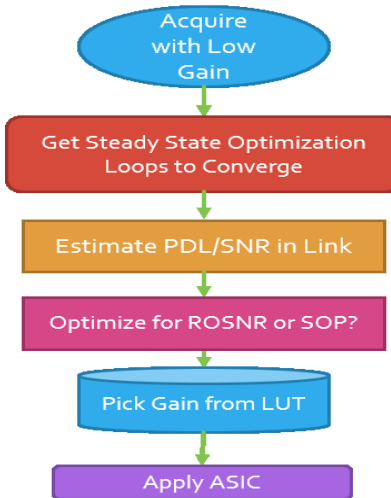 Acquire
with Low
Gain
Get Steady State Optimization
Loops to Converge
Estimate PDL/SNR in Link
Optimize for ROSNR or SOP?
Pick Gain from LUT
Apply ASIC